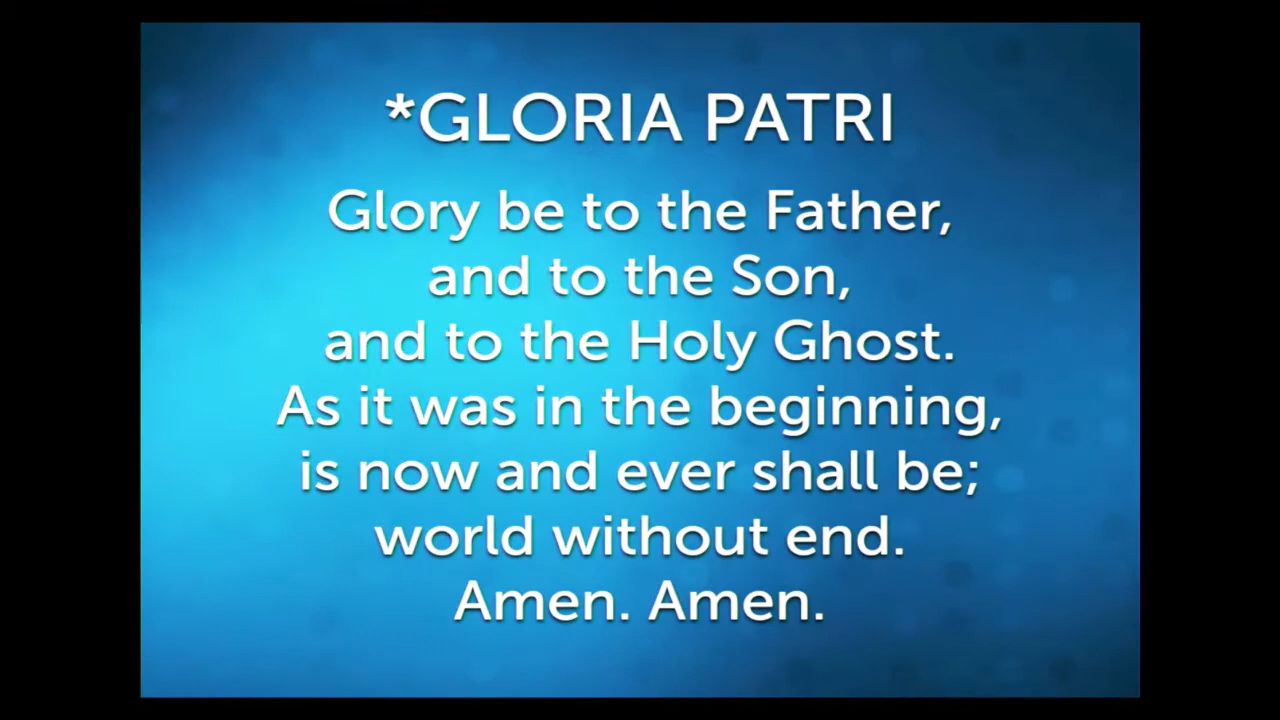 *GLORIA PATRI
Glory be to the Father,
and to the Son,
and to the Holy Ghost.
As it was in the beginning,
is now and ever shall be;
world without end.
Amen. Amen.